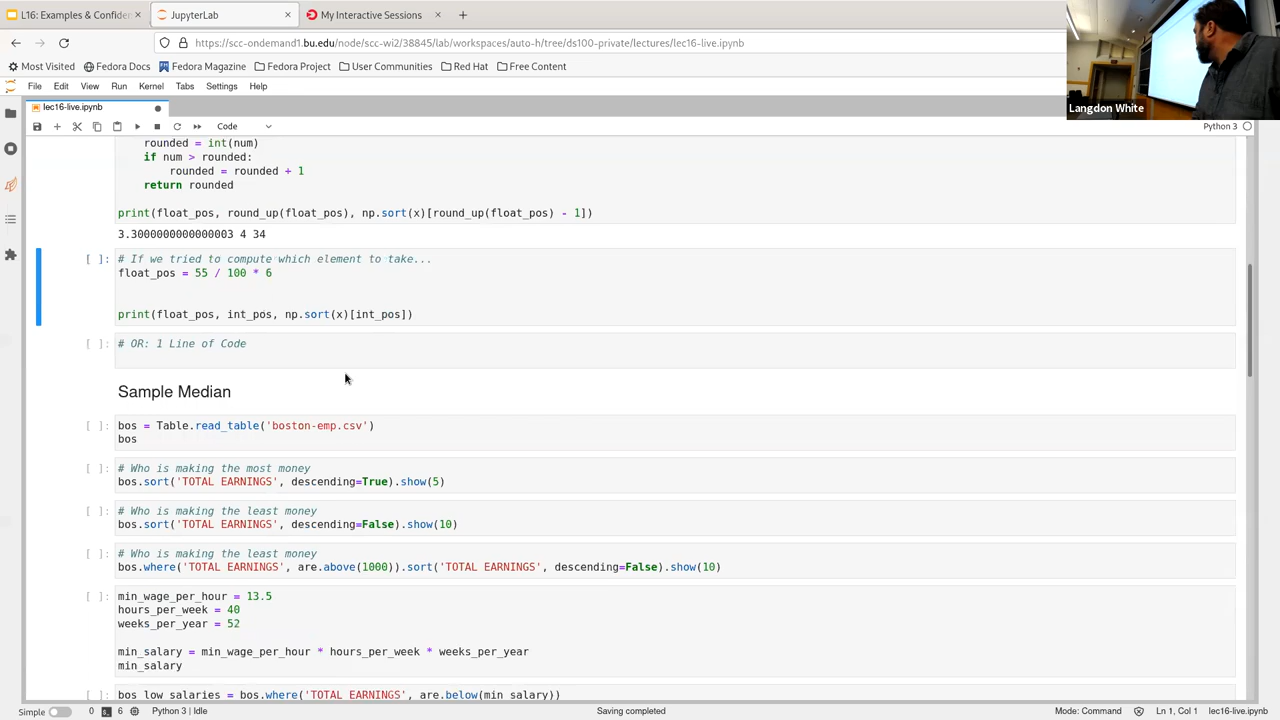 L16: Examples & Confiden
JupyterLab
My Interactive Sessions
https://scc-ondemand1.bu.edu/node/scc-wi2/38845/lab/workspaces/auto-h/tree/ds100-private/lectures/lec16-live.ipynb
Most Visited
Fedora Docs
Fedora Magazine
Fedora Project
User Communities
Red Hat
Free Content
Langdon White
File Edit View Run Kernel Tabs Settings Help
lec16-live.ipynb
Code
Python 3
rounded = int(num)
if num > rounded:
rounded = rounded + 1
return rounded
print(float_pos, round_up(float_pos), np.sort(x)[round_up(float_pos) - 1])
3.3000000000000003 4 34
[ ]: # If we tried to compute which element to take...
float_pos = 55 / 100 * 6
print(float_pos, int_pos, np.sort(x)[int_pos])
[ ]: # OR: 1 Line of Code
Sample Median
[ ]: bos = Table.read_table('boston-emp.csv')
bos
[ ]: # Who is making the most money
bos.sort('TOTAL EARNINGS', descending=True).show(5)
[ ]: # Who is making the least money
bos.sort('TOTAL EARNINGS', descending=False).show(10)
[ ]: # Who is making the least money
bos.where('TOTAL EARNINGS', are.above(1000)).sort('TOTAL EARNINGS', descending=False).show(10)
[ ]: min_wage_per_hour = 13.5
hours_per_week = 40
weeks_per_year = 52
min_salary = min_wage_per_hour * hours_per_week * weeks_per_year
min_salary
[ ]: bos_low_salaries = bos.where('TOTAL EARNINGS', are.below(min_salary))
Simple 0 6 Python 3 | Idle Saving completed Mode: Command Ln 1, Col 1 lec16-live.ipynb